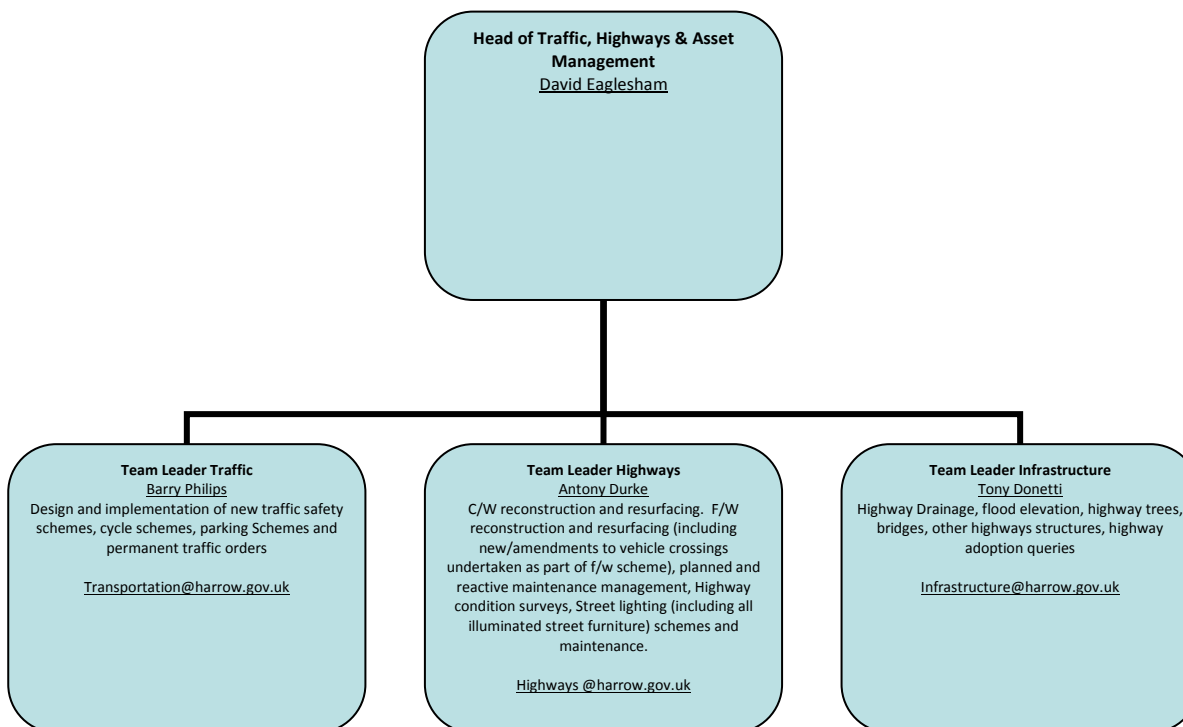 Head of Traffic, Highways & Asset
Management
David Eaglesham
Team Leader Traffic
Barry Philips
Design and implementation of new traffic safety
schemes, cycle schemes, parking Schemes and
permanent traffic orders
Transportation@harrow.gov.uk
Team Leader Highways
Antony Durke
C/W reconstruction and resurfacing.  F/W
reconstruction and resurfacing (including
new/amendments to vehicle crossings
undertaken as part of f/w scheme), planned and
reactive maintenance management, Highway
condition surveys, Street lighting (including all
illuminated street furniture) schemes and
maintenance.
Highways @harrow.gov.uk
Team Leader Infrastructure
Tony Donetti
Highway Drainage, flood elevation, highway trees,
bridges, other highways structures, highway
adoption queries
Infrastructure@harrow.gov.uk